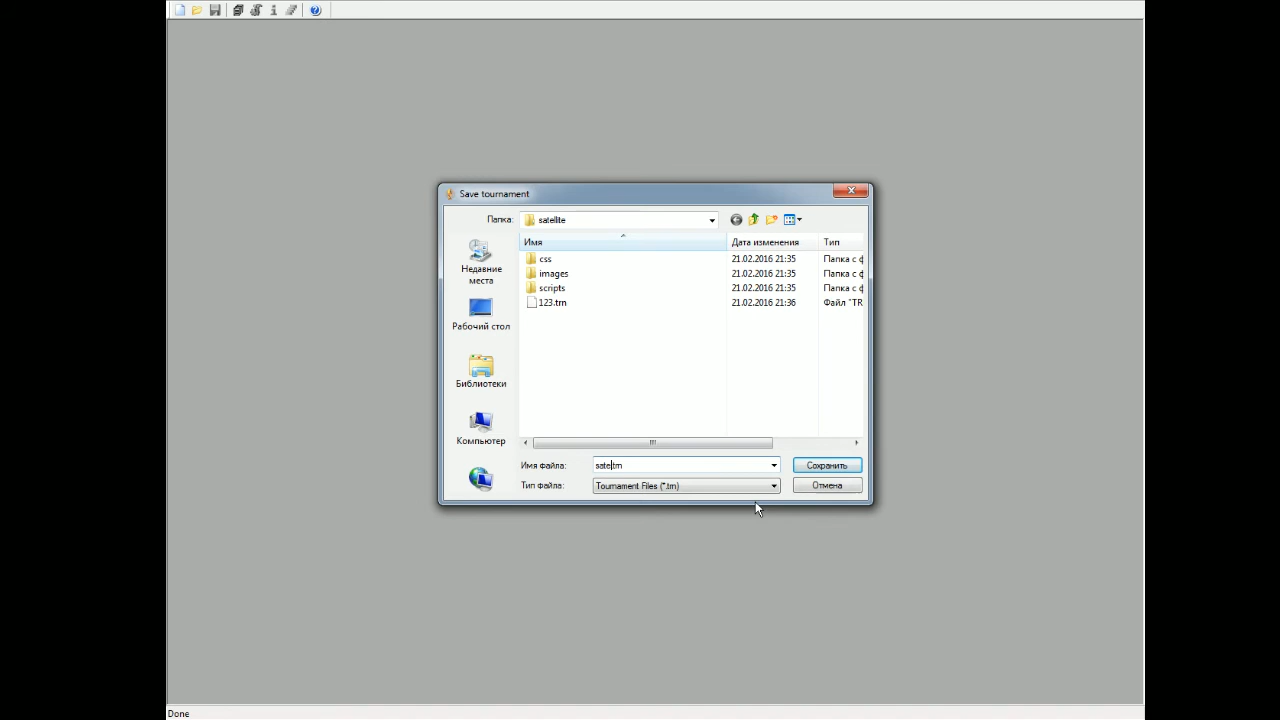 Save tournament
Папка: satellite
Имя Дата изменения Тип
css 21.02.2016 21:35 Папка с ф
images 21.02.2016 21:35 Папка с ф
scripts 21.02.2016 21:35 Папка с ф
123.trn 21.02.2016 21:36 Файл "TR
Недавние
места
Рабочий стол
Библиотеки
Компьютер
Имя файла: sate.trn Сохранить
Тип файла: Tournament Files (*.trn) Отмена
Done